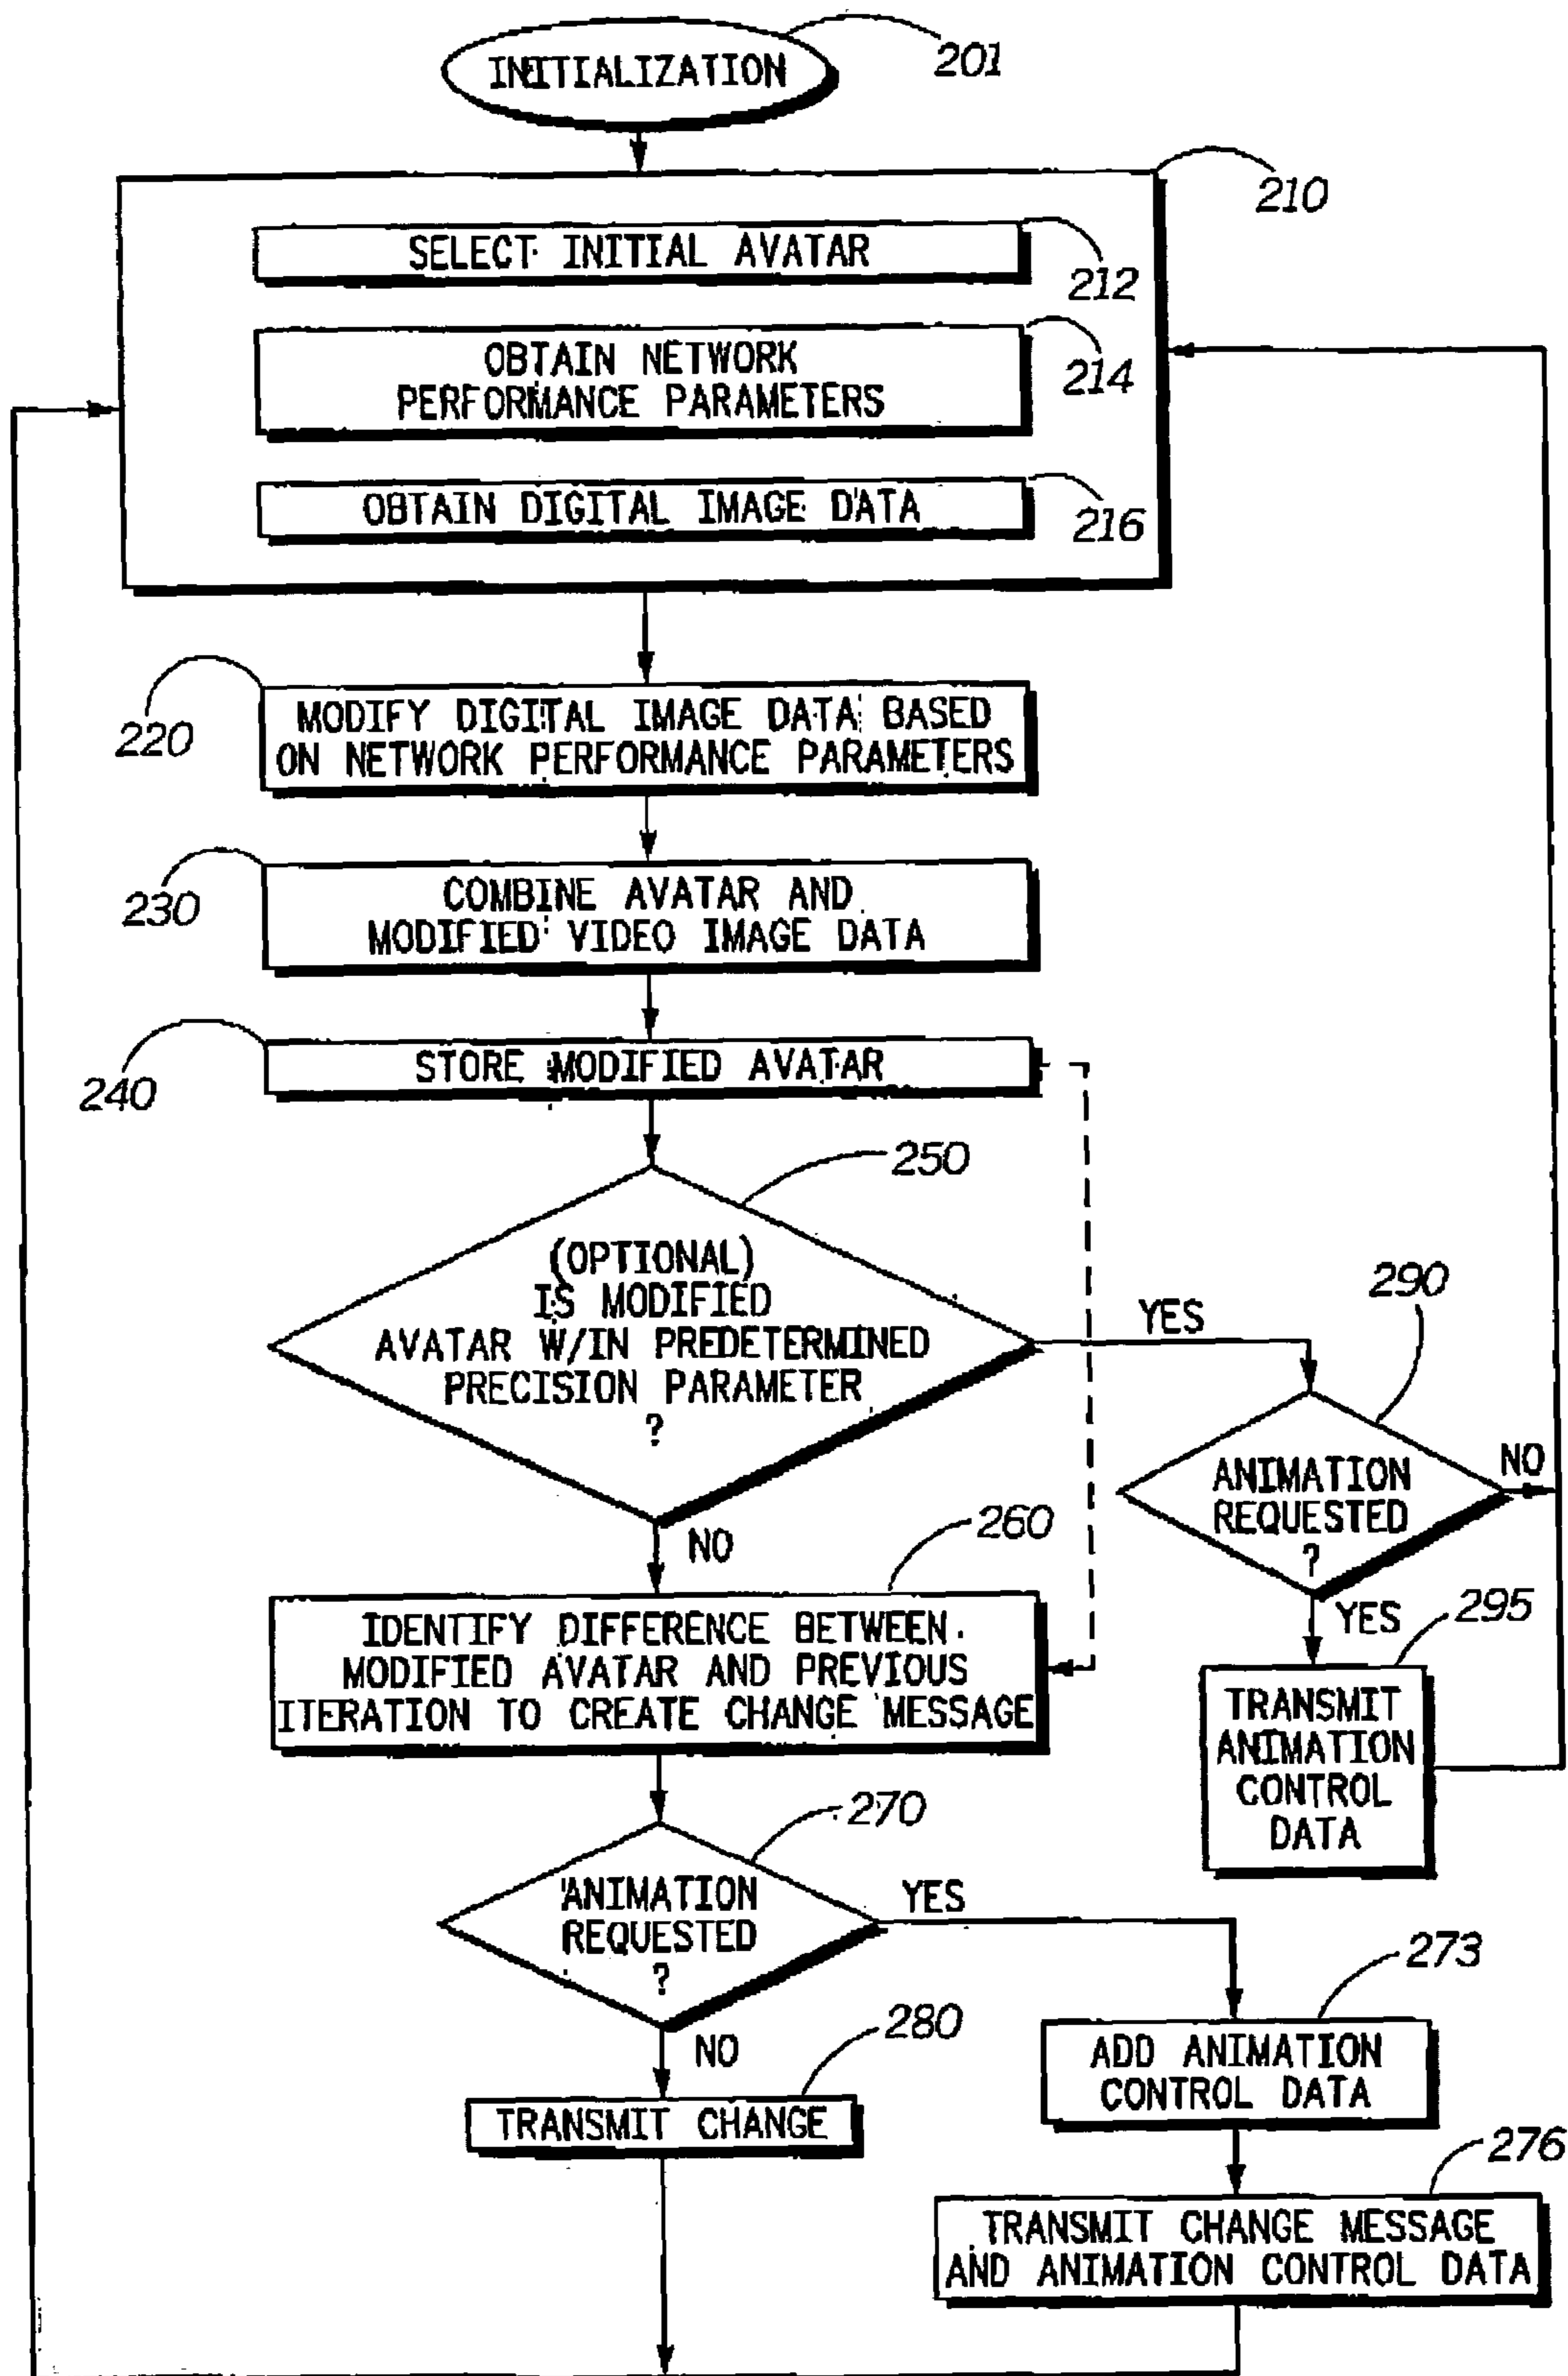 INITIALIZATION
201
210
SELECT INITIAL AVATAR
212
OBTAIN NETWORK
PERFORMANCE PARAMETERS
214
OBTAIN DIGITAL IMAGE DATA
216
220
MODIFY DIGITAL IMAGE DATA BASED
ON NETWORK PERFORMANCE PARAMETERS
230
COMBINE AVATAR AND
MODIFIED VIDEO IMAGE DATA
240
STORE MODIFIED AVATAR
250
(OPTIONAL)
IS MODIFIED
AVATAR W/IN PREDETERMINED
PRECISION PARAMETER
?
YES
NO
290
ANIMATION
REQUESTED
?
NO
YES
295
TRANSMIT
ANIMATION
CONTROL
DATA
260
IDENTIFY DIFFERENCE BETWEEN
MODIFIED AVATAR AND PREVIOUS
ITERATION TO CREATE CHANGE MESSAGE
270
ANIMATION
REQUESTED
?
YES
NO
280
TRANSMIT CHANGE
273
ADD ANIMATION
CONTROL DATA
276
TRANSMIT CHANGE MESSAGE
AND ANIMATION CONTROL DATA